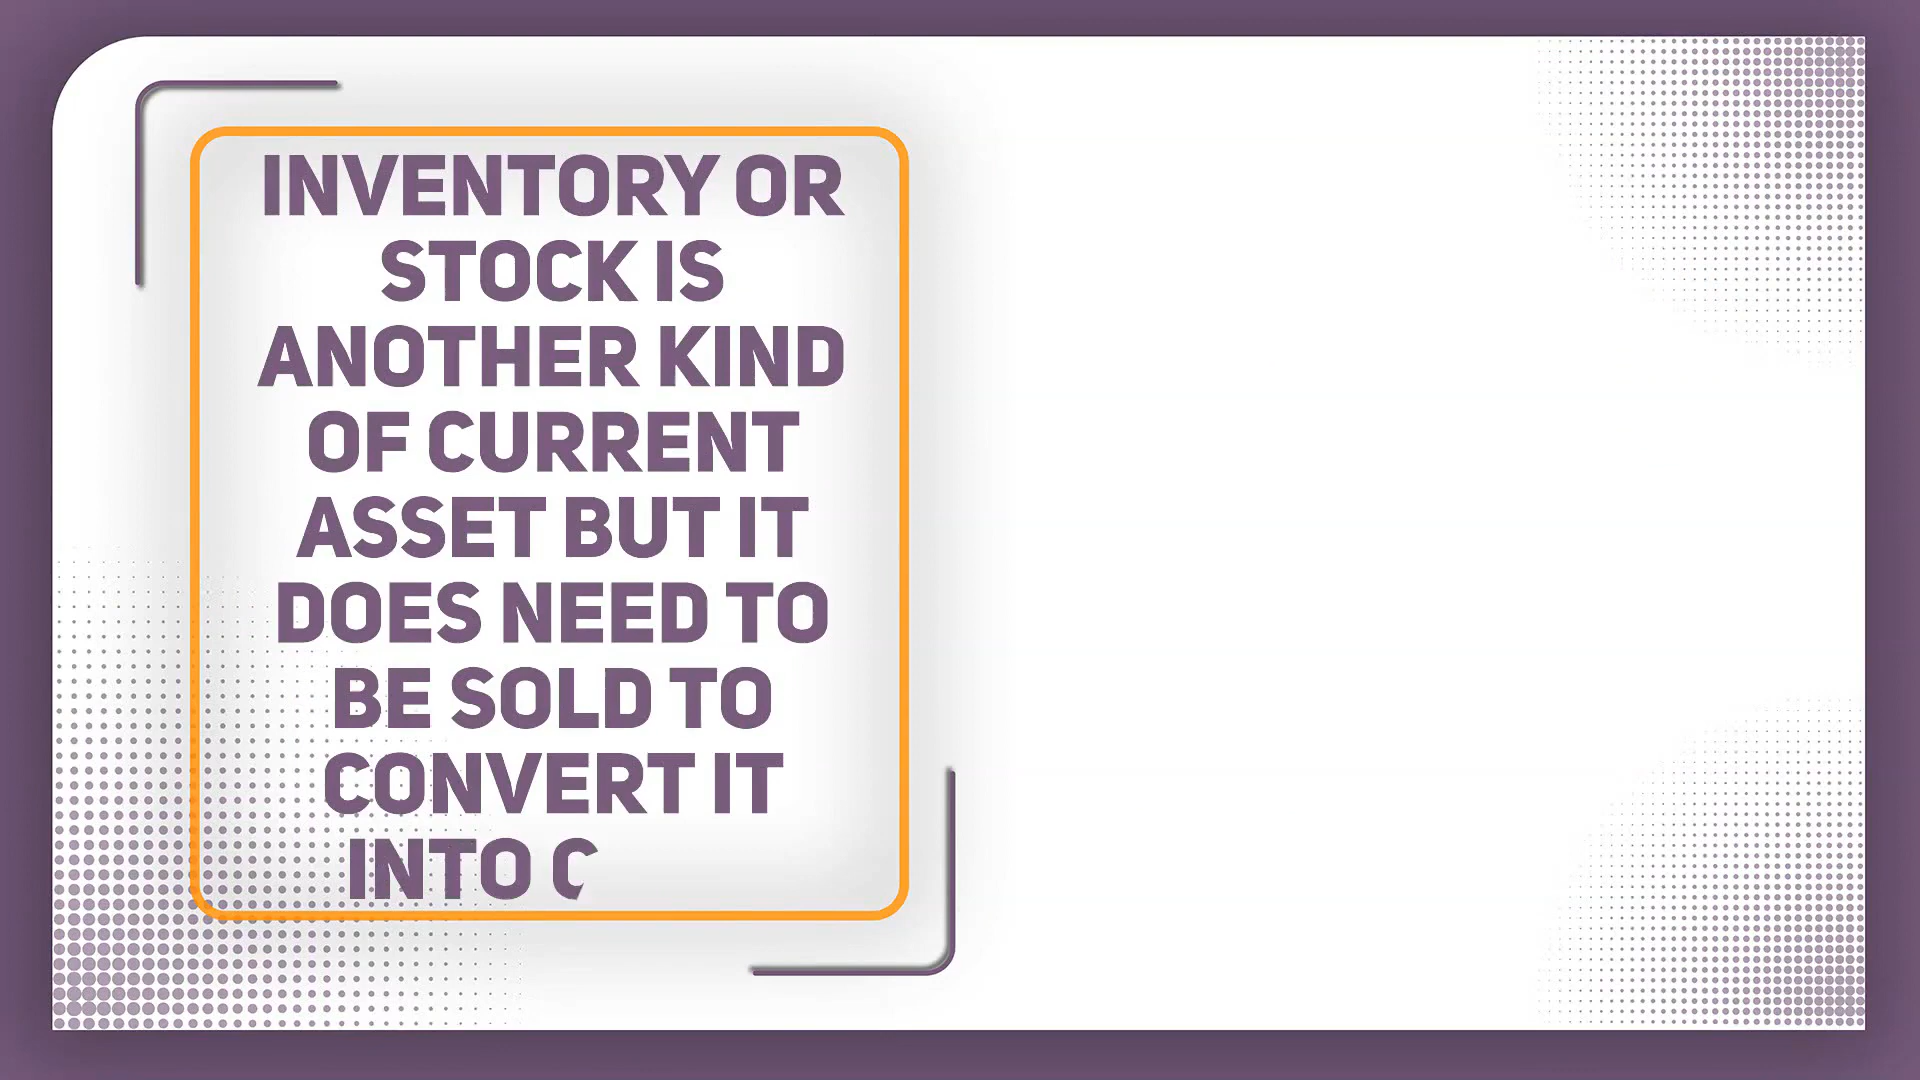 INVENTORY OR
STOCK IS
ANOTHER KIND
OF CURRENT
ASSET BUT IT
DOES NEED TO
BE SOLD TO
CONVERT IT
INTO C